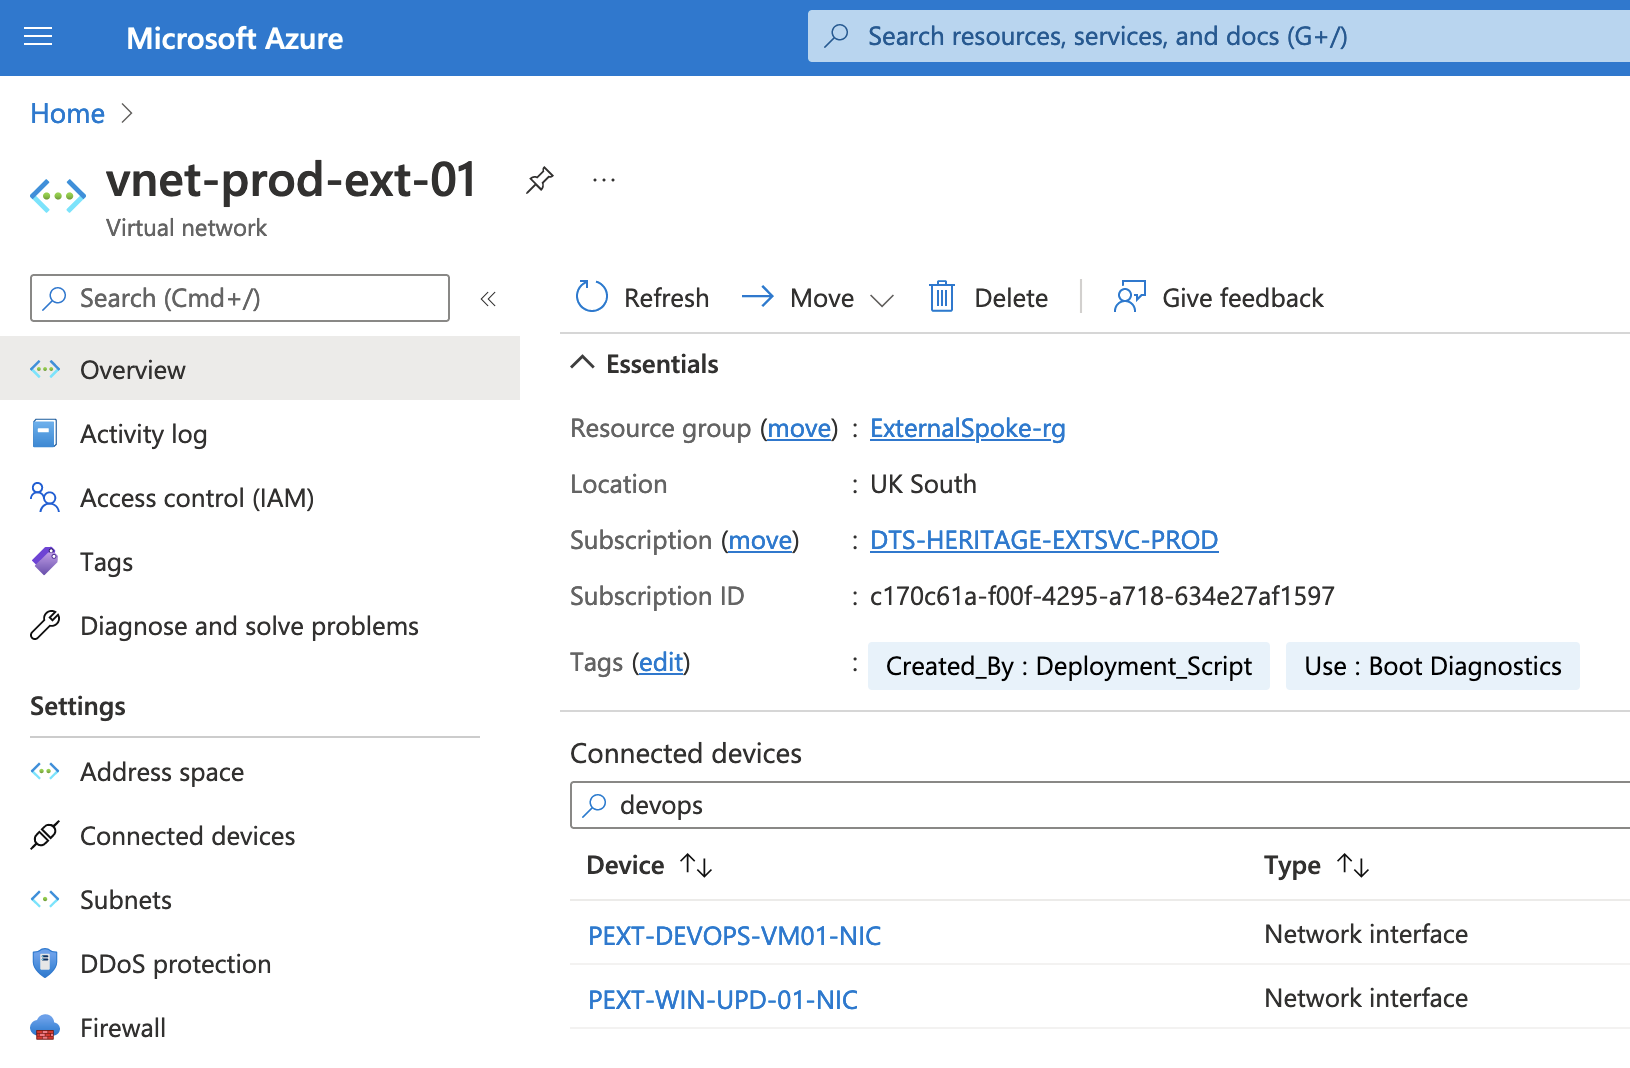 Microsoft Azure
Search resources, services, and docs (G+/)
Home
vnet-prod-ext-01
...
Virtual network
Search (Cmd+/)
«
Refresh
Move
Delete
Give feedback
Overview
Activity log
Access control (IAM)
Tags
Diagnose and solve problems
Settings
Address space
Connected devices
Subnets
DDoS protection
Firewall
Essentials
Resource group (move) : ExternalSpoke-rg
Location : UK South
Subscription (move) : DTS-HERITAGE-EXTSVC-PROD
Subscription ID : c170c61a-f00f-4295-a718-634e27af1597
Tags (edit) : Created_By : Deployment_Script Use : Boot Diagnostics
Connected devices
devops
Device Type
PEXT-DEVOPS-VM01-NIC Network interface
PEXT-WIN-UPD-01-NIC Network interface